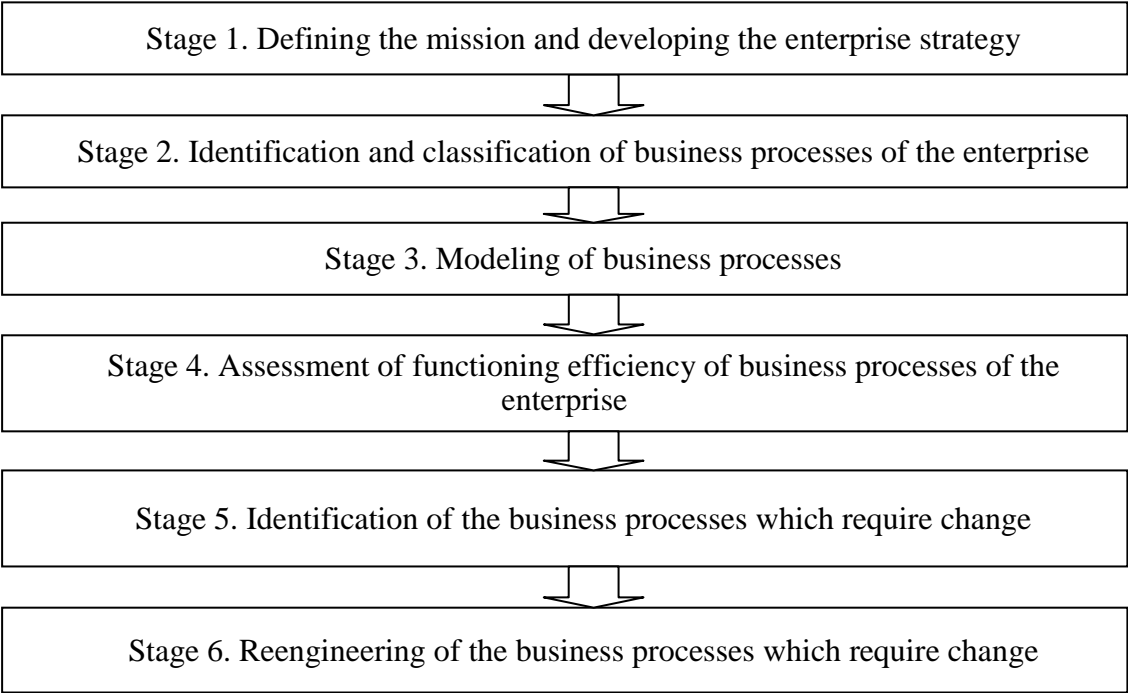 Stage 1. Defining the mission and developing the enterprise strategy
Stage 2. Identification and classification of business processes of the enterprise
Stage 3. Modeling of business processes
Stage 4. Assessment of functioning efficiency of business processes of the
enterprise
Stage 5. Identification of the business processes which require change
Stage 6. Reengineering of the business processes which require change